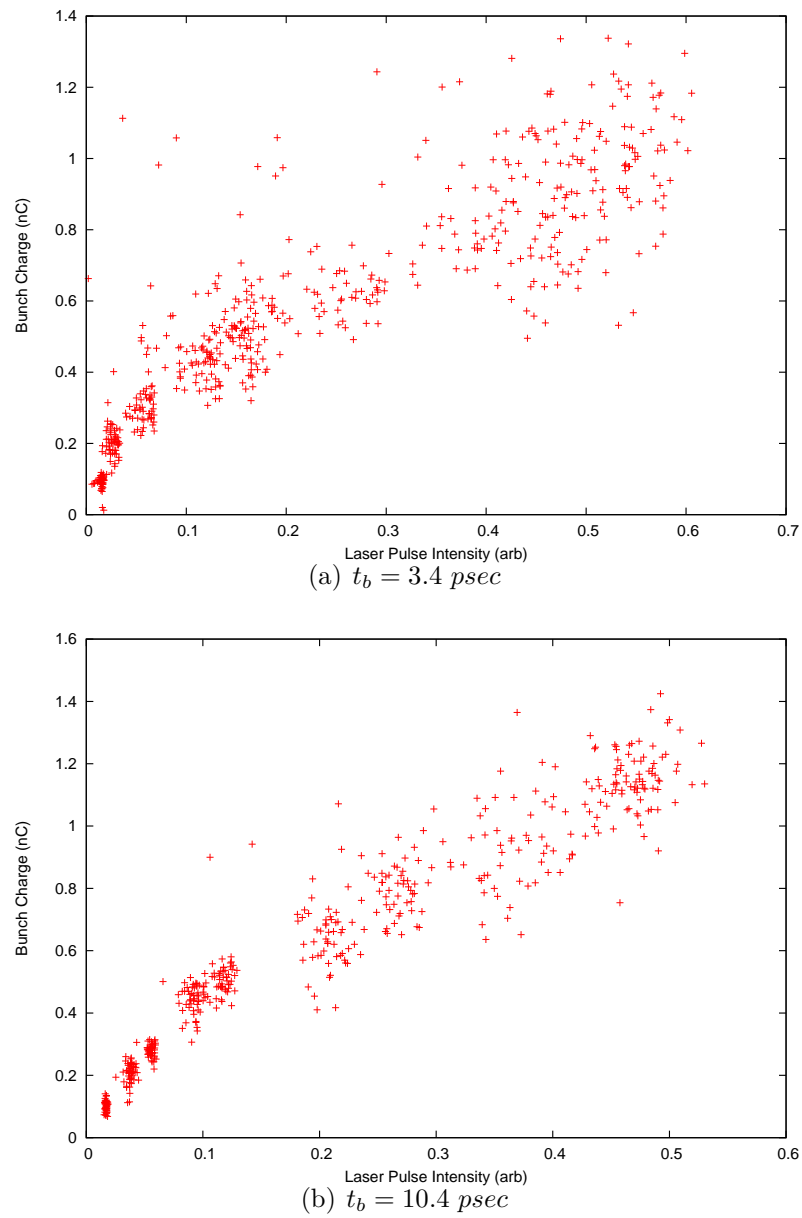 1.4
1.2
1
0.8
0.6
0.4
0.2
0
Bunch Charge (nC)
0 0.1 0.2 0.3 0.4 0.5 0.6 0.7
Laser Pulse Intensity (arb)
(a) t_b = 3.4 psec
1.6
1.4
1.2
1
0.8
0.6
0.4
0.2
0
Bunch Charge (nC)
0 0.1 0.2 0.3 0.4 0.5 0.6
Laser Pulse Intensity (arb)
(b) t_b = 10.4 psec